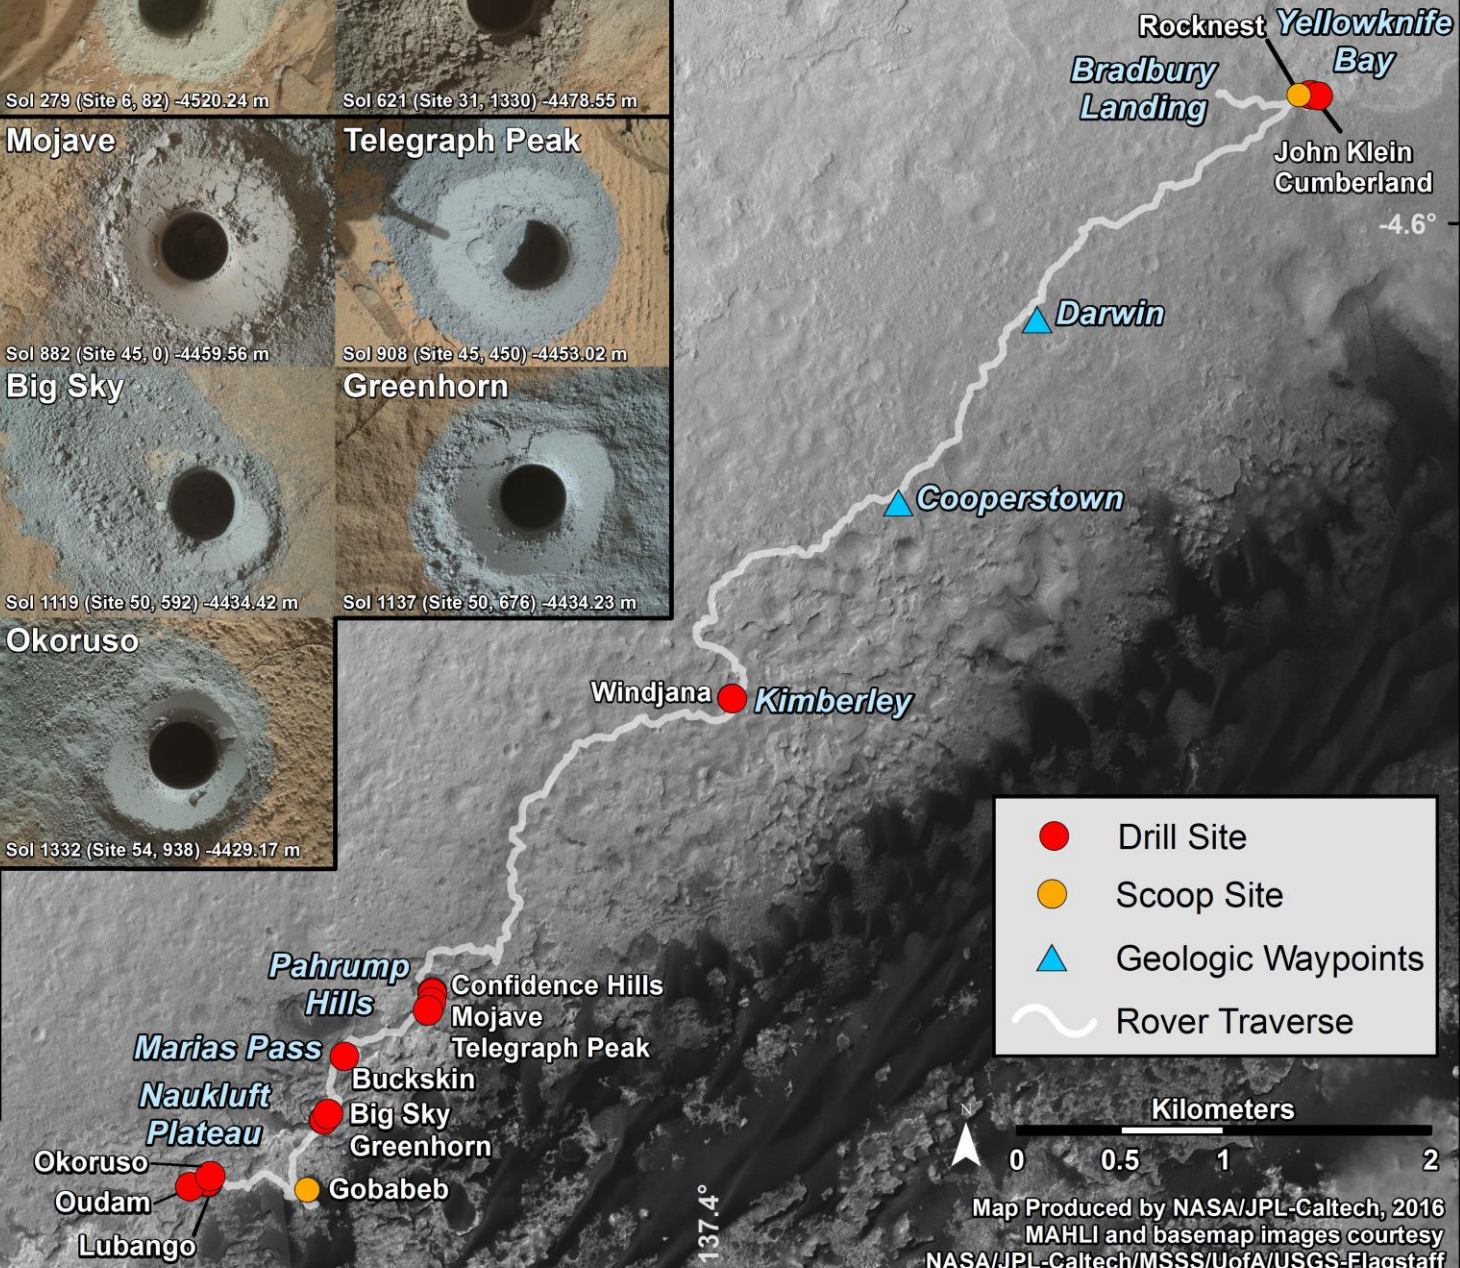 Sol 279 (Site 6, 82) -4520.24 m
Sol 621 (Site 31, 1330) -4478.55 m
Mojave
Telegraph Peak
Sol 882 (Site 45, 0) -4459.56 m
Sol 908 (Site 45, 450) -4453.02 m
Big Sky
Greenhorn
Sol 1119 (Site 50, 592) -4434.42 m
Sol 1137 (Site 50, 676) -4434.23 m
Okoruso
Sol 1332 (Site 54, 938) -4429.17 m
Rocknest
Yellowknife
Bay
Bradbury
Landing
John Klein
Cumberland
-4.6°
Darwin
Cooperstown
Windjana
Kimberley
Drill Site
Scoop Site
Geologic Waypoints
Rover Traverse
Pahrump
Hills
Confidence Hills
Mojave
Telegraph Peak
Marias Pass
Buckskin
Naukluft
Plateau
Big Sky
Greenhorn
Okoruso
Oudam
Lubango
Gobabeb
N
Kilometers
0 0.5 1 2
137.4°
Map Produced by NASA/JPL-Caltech, 2016
MAHLI and basemap images courtesy
NASA/JPL-Caltech/MSSS/UofA/USGS-Flagstaff